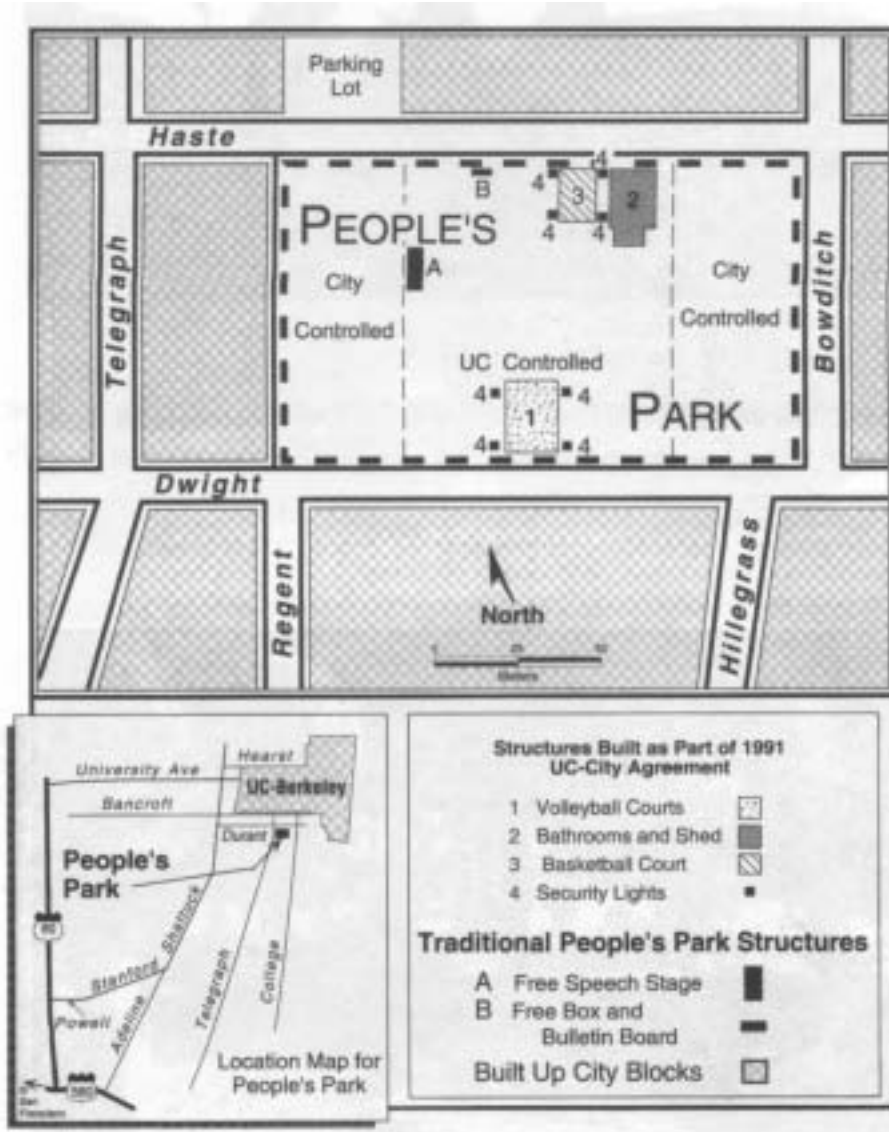 Parking
Lot
Haste
4
4
3
2
B
4
4
PEOPLE'S
A
City
Controlled
City
Controlled
Telegraph
Bowditch
UC Controlled
4
4
1
PARK
4
4
Dwight
Regent
Hillegrass
North
Meters
Hearst
University Ave
UC-Berkeley
Bancroft
Durant
People's
Park
80
Stanford
Shattuck
Powell
Adeline
Telegraph
College
580
Location Map for
People's Park
Structures Built as Part of 1991
UC-City Agreement
1 Volleyball Courts
2 Bathrooms and Shed
3 Basketball Court
4 Security Lights
Traditional People's Park Structures
A Free Speech Stage
B Free Box and
Bulletin Board
Built Up City Blocks